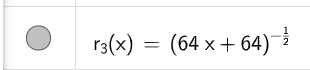 r₃(x) = (64 x + 64)^(-1/2)